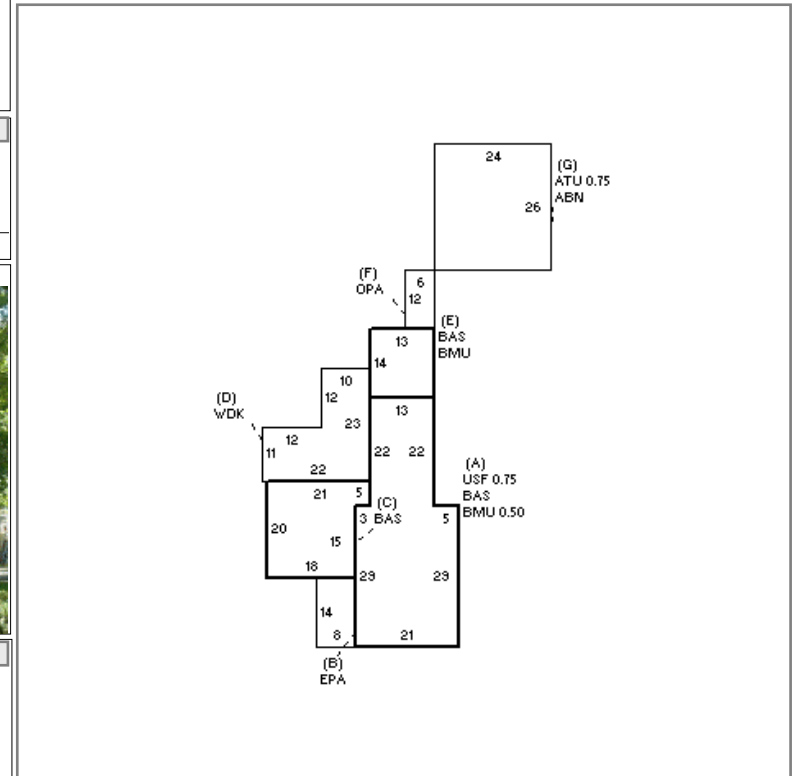 24
(G)
ATU 0.75
ABN
26
(F)
OPA
6
12
(E)
BAS
BMU
13
14
10
12
(D)
WDK
23
12
11
22
13
22 22
(A)
USF 0.75
BAS
BMU 0.50
21
5
(C)
BAS
3
5
20
15
18
29
29
14
8
21
(B)
EPA